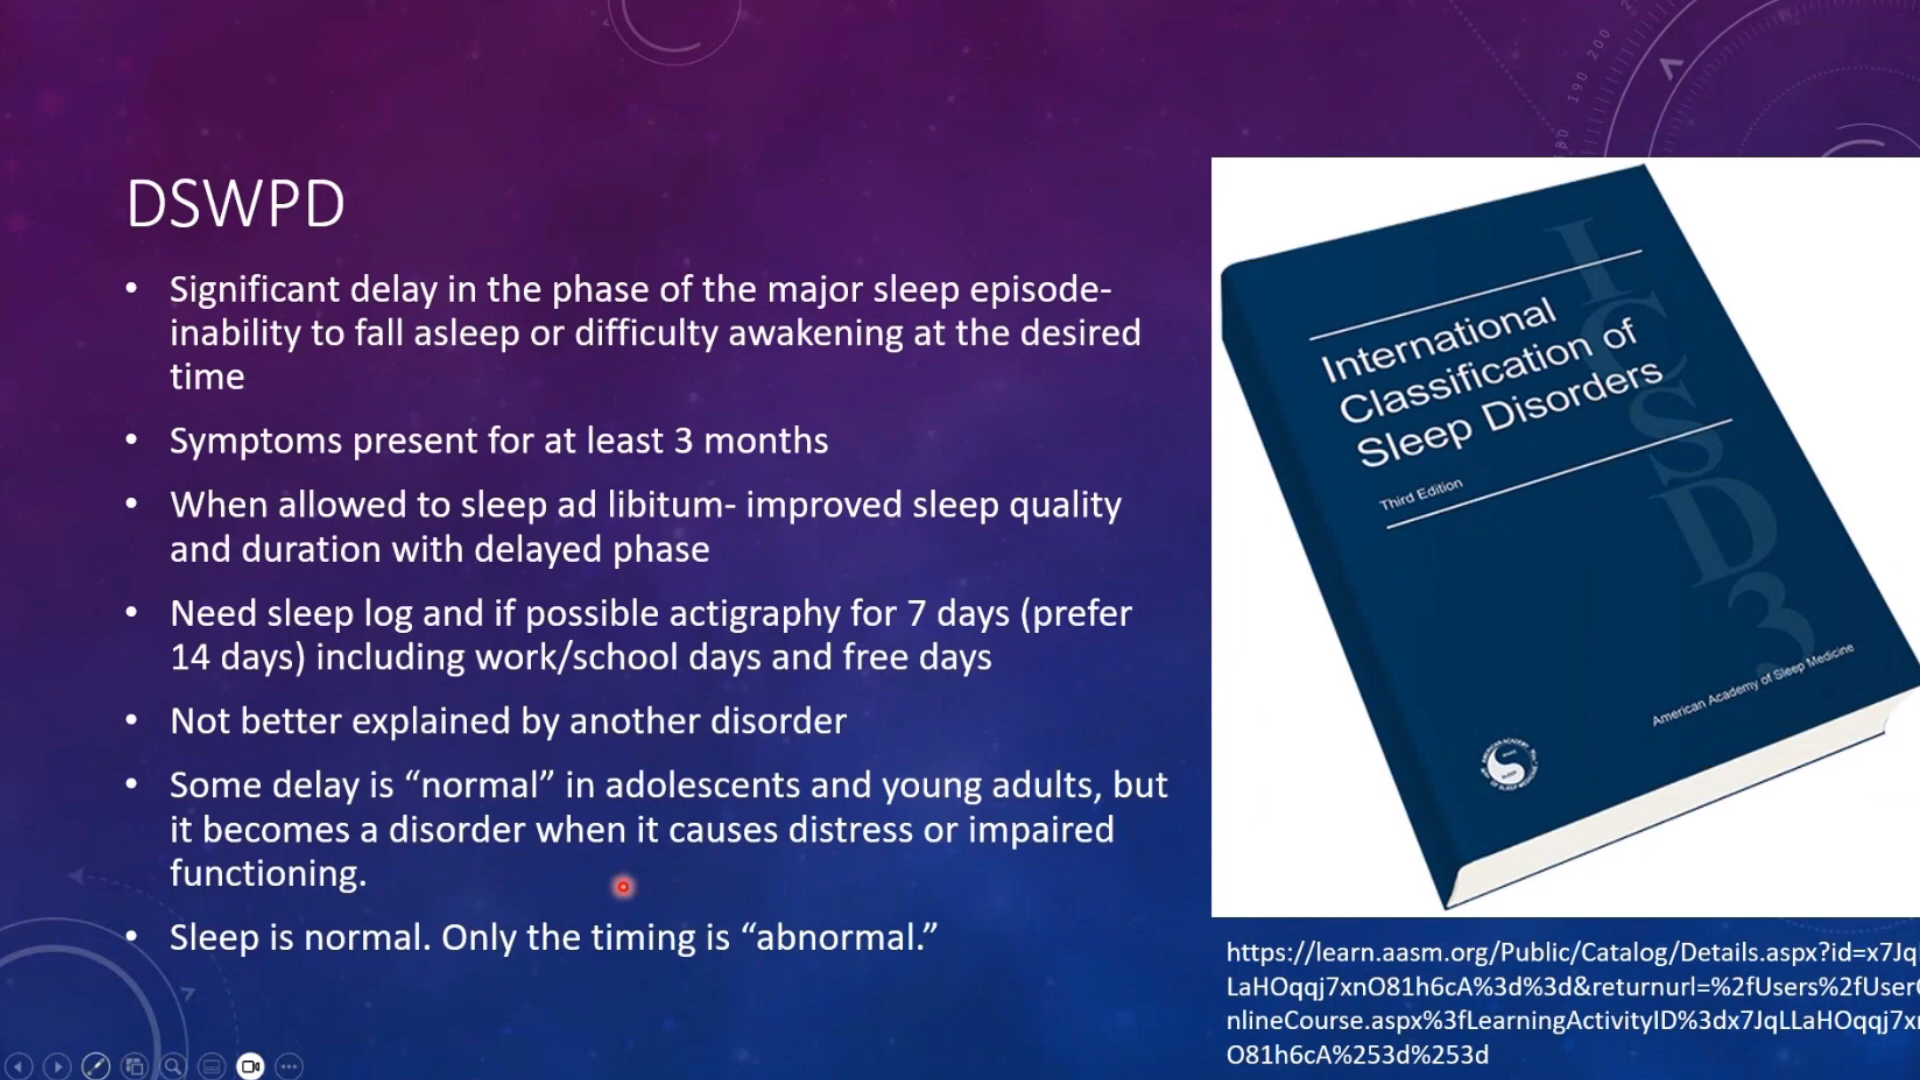 DSWPD
• Significant delay in the phase of the major sleep episode-
inability to fall asleep or difficulty awakening at the desired
time
• Symptoms present for at least 3 months
• When allowed to sleep ad libitum- improved sleep quality
and duration with delayed phase
• Need sleep log and if possible actigraphy for 7 days (prefer
14 days) including work/school days and free days
• Not better explained by another disorder
• Some delay is “normal” in adolescents and young adults, but
it becomes a disorder when it causes distress or impaired
functioning.
• Sleep is normal. Only the timing is “abnormal.”
190 200
ICSD3
International
Classification of
Sleep Disorders
Third Edition
American Academy of Sleep Medicine
https://learn.aasm.org/Public/Catalog/Details.aspx?id=x7Jq
LaHOqqj7xnO81h6cA%3d%3d&returnurl=%2fUsers%2fUser
nlineCourse.aspx%3fLearningActivityID%3dx7JqLLaHOqqj7x
O81h6cA%253d%253d